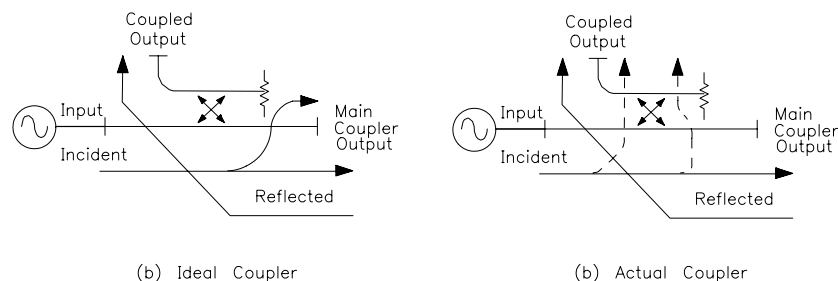 Coupled
Output
Input
Incident
Main
Coupler
Output
Reflected
(b) Ideal Coupler
Coupled
Output
Input
Incident
Main
Coupler
Output
Reflected
(b) Actual Coupler